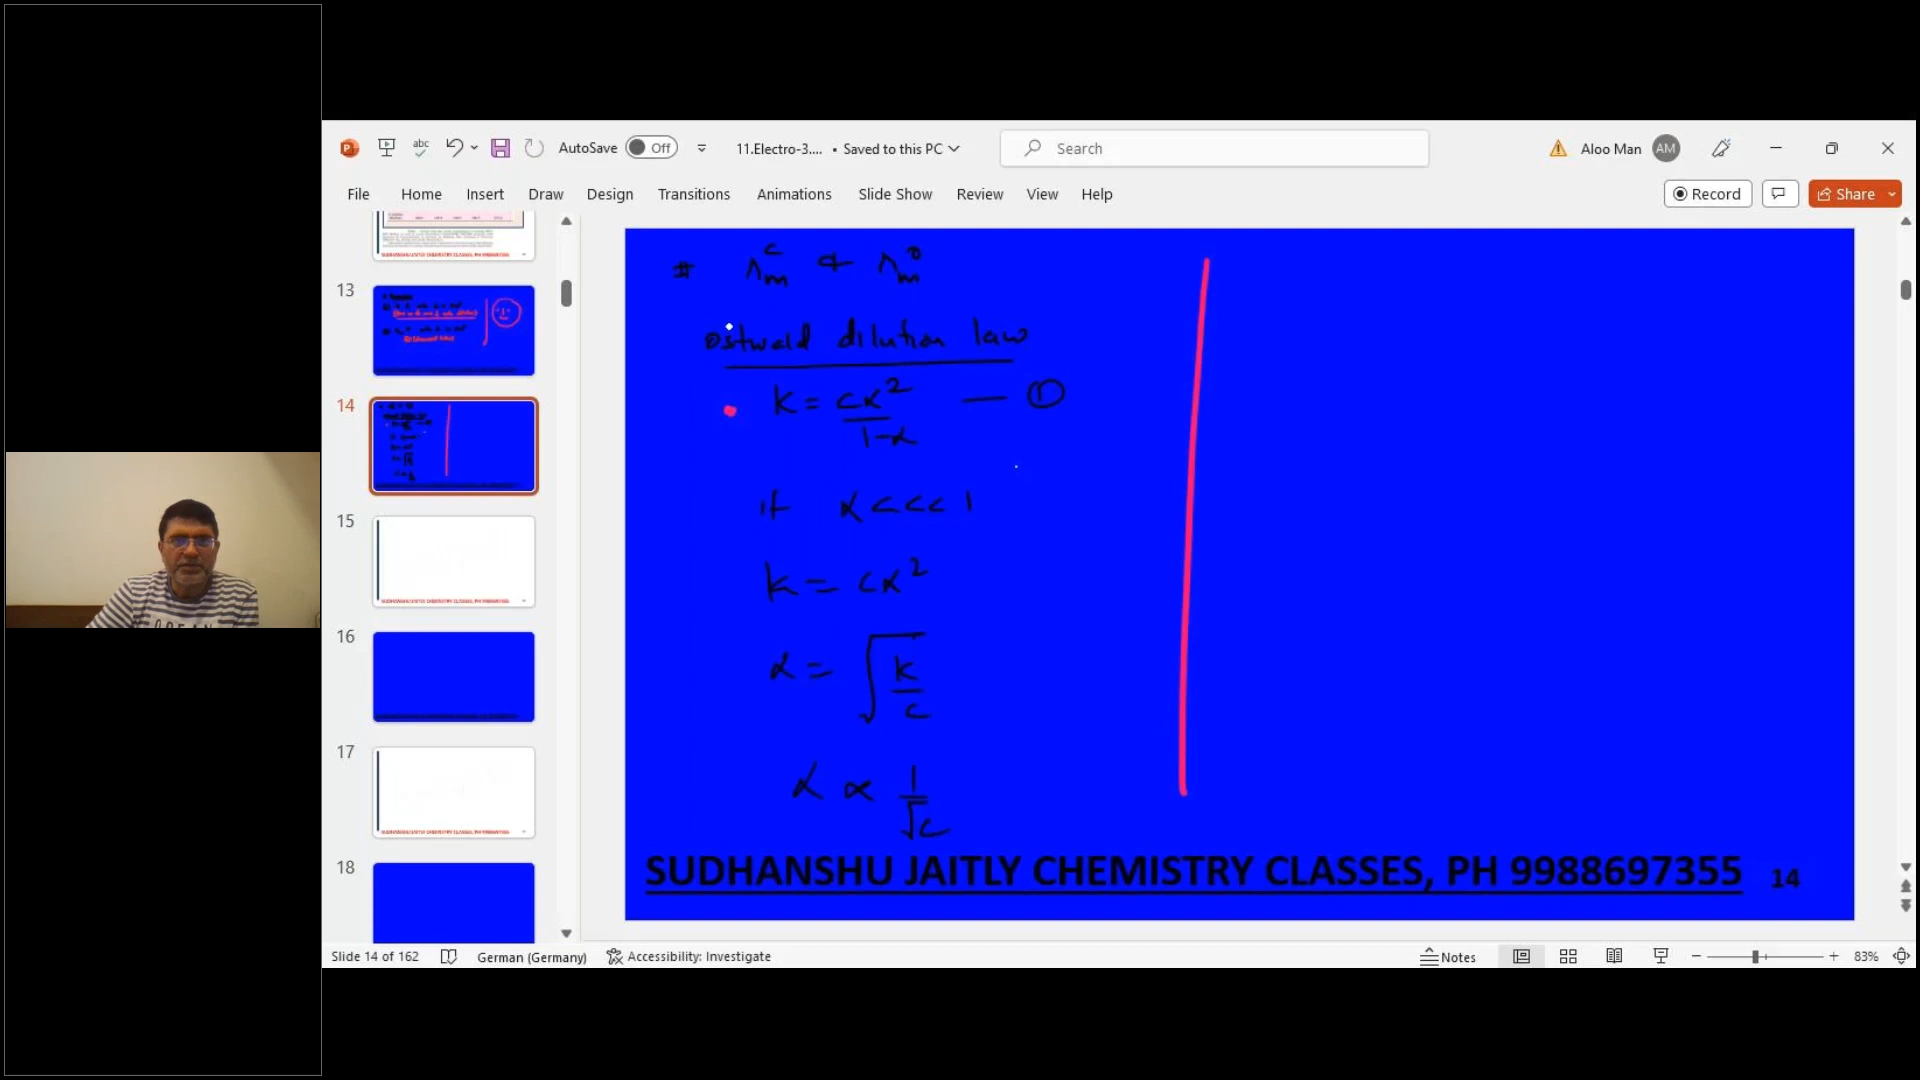 AutoSave Off 11.Electro-3.... • Saved to this PC Search Aloo Man AM
File Home Insert Draw Design Transitions Animations Slide Show Review View Help Record Share
13
14
15
16
17
18
# Λₘᶜ & Λₘ⁰
Ostwald dilution law
k = cα² / 1-α — ①
if α <<< 1
k = cα²
α = √(k/c)
α ∝ 1/√c
SUDHANSHU JAITLY CHEMISTRY CLASSES, PH 9988697355 14
Slide 14 of 162 German (Germany) Accessibility: Investigate Notes 83%